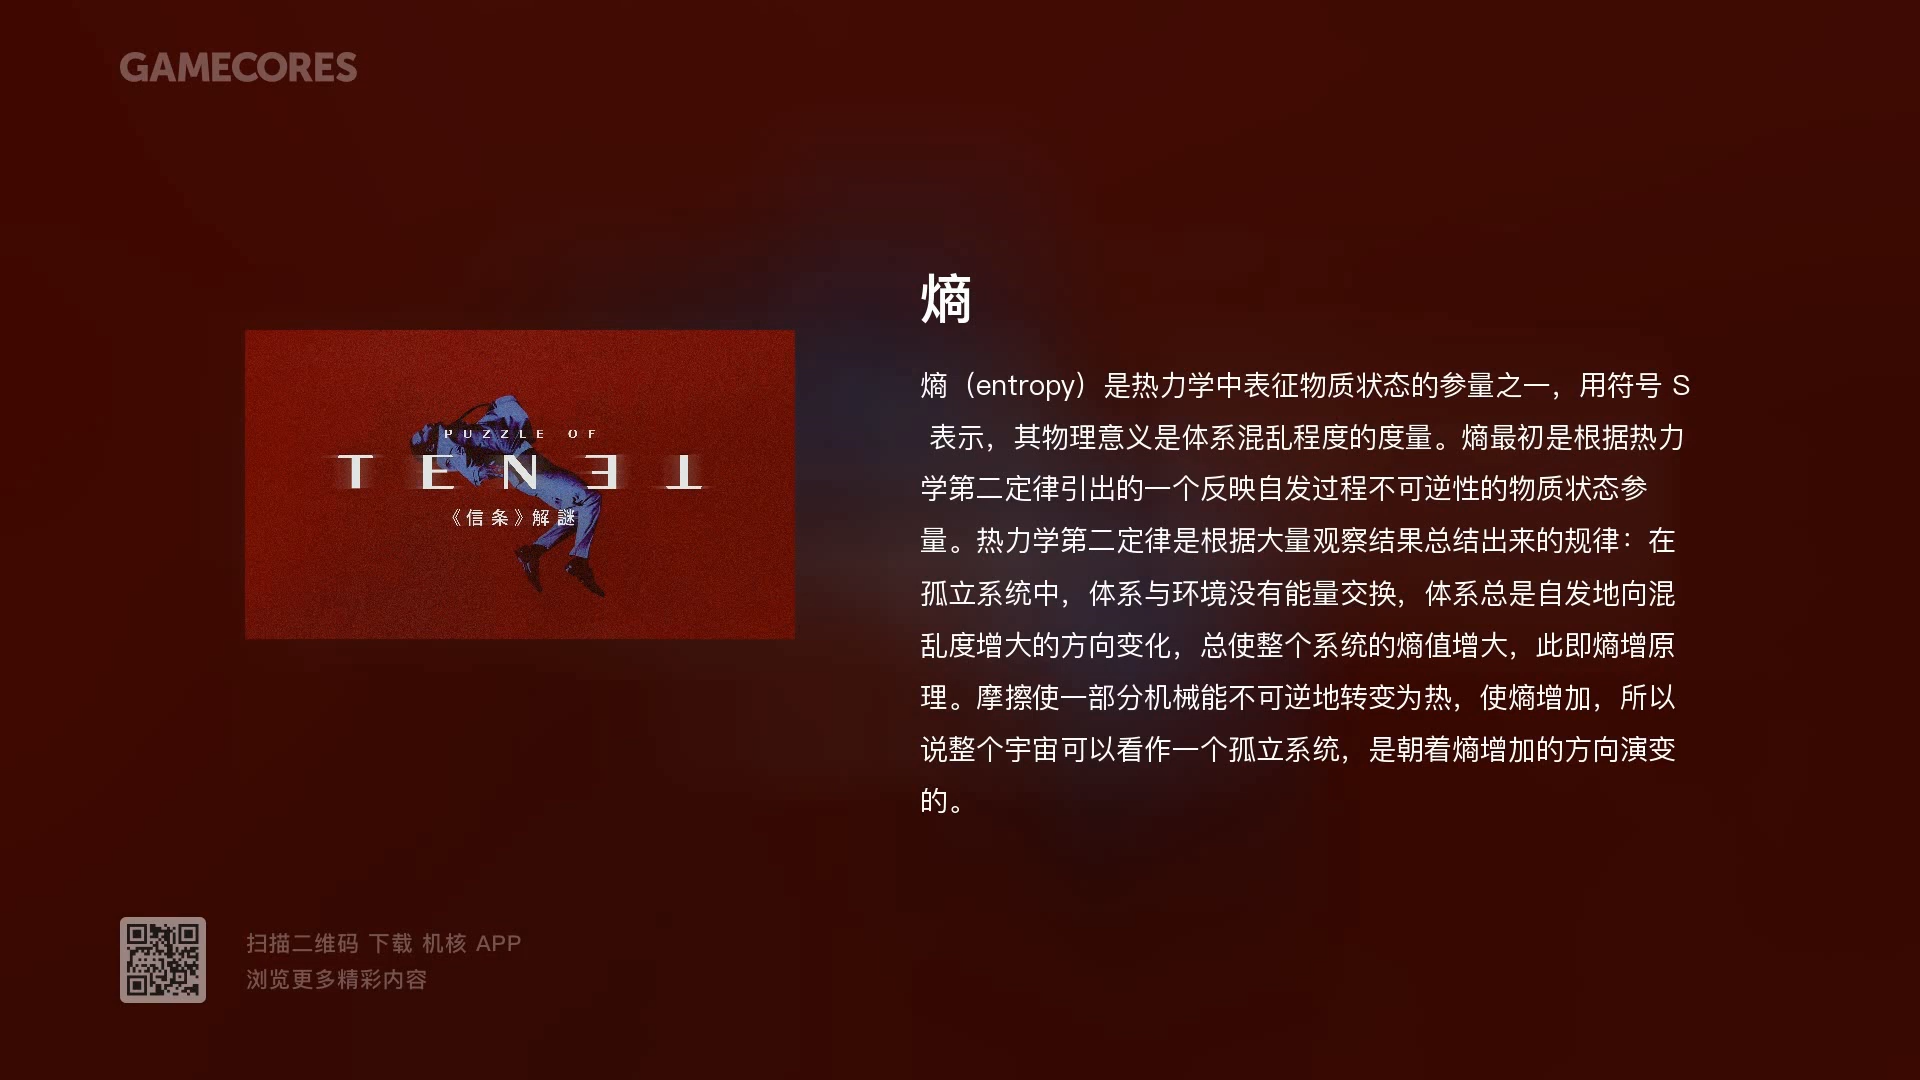 GAMECORES
PUZZLE OF
TENET
《信条》解謎
熵
熵（entropy）是热力学中表征物质状态的参量之一，用符号 S
表示，其物理意义是体系混乱程度的度量。熵最初是根据热力
学第二定律引出的一个反映自发过程不可逆性的物质状态参
量。热力学第二定律是根据大量观察结果总结出来的规律：在
孤立系统中，体系与环境没有能量交换，体系总是自发地向混
乱度增大的方向变化，总使整个系统的熵值增大，此即熵增原
理。摩擦使一部分机械能不可逆地转变为热，使熵增加，所以
说整个宇宙可以看作一个孤立系统，是朝着熵增加的方向演变
的。
扫描二维码 下载 机核 APP
浏览更多精彩内容